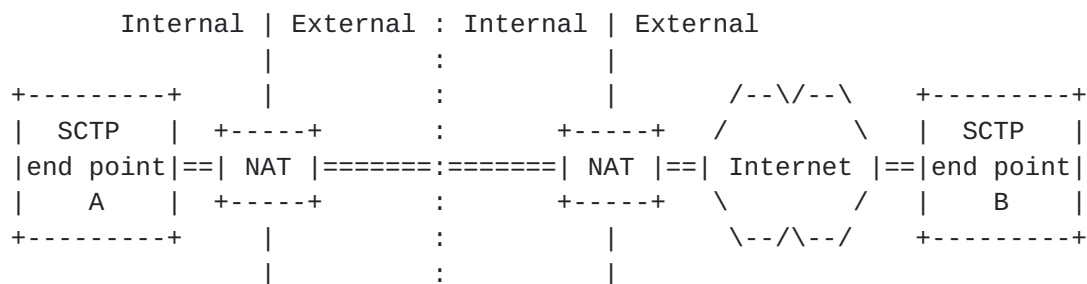 Internal | External : Internal | External
| : |
+---------+ | : | /--\/--\ +---------+
| SCTP | +-----+ : +-----+ / \ | SCTP |
|end point|==| NAT |=======:=======| NAT |==| Internet |==|end point|
| A | +-----+ : +-----+ \ / | B |
+---------+ | : | \--/\--/ +---------+
| : |